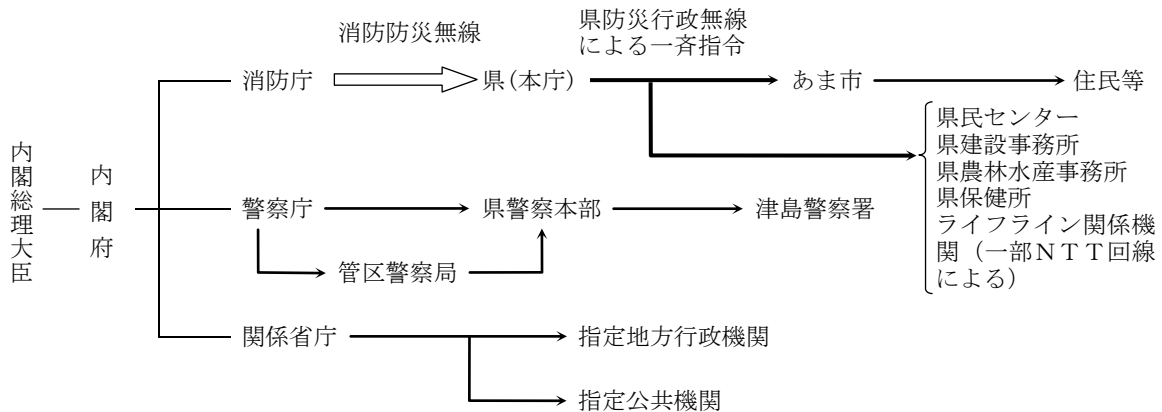 消防防災無線
県防災行政無線
による一斉指令
消防庁
県(本庁)
あま市
住民等
県民センター
県建設事務所
県農林水産事務所
県保健所
ライフライン関係機
関（一部ＮＴＴ回線
による）
内閣総理大臣
内閣府
警察庁
県警察本部
津島警察署
管区警察局
関係省庁
指定地方行政機関
指定公共機関